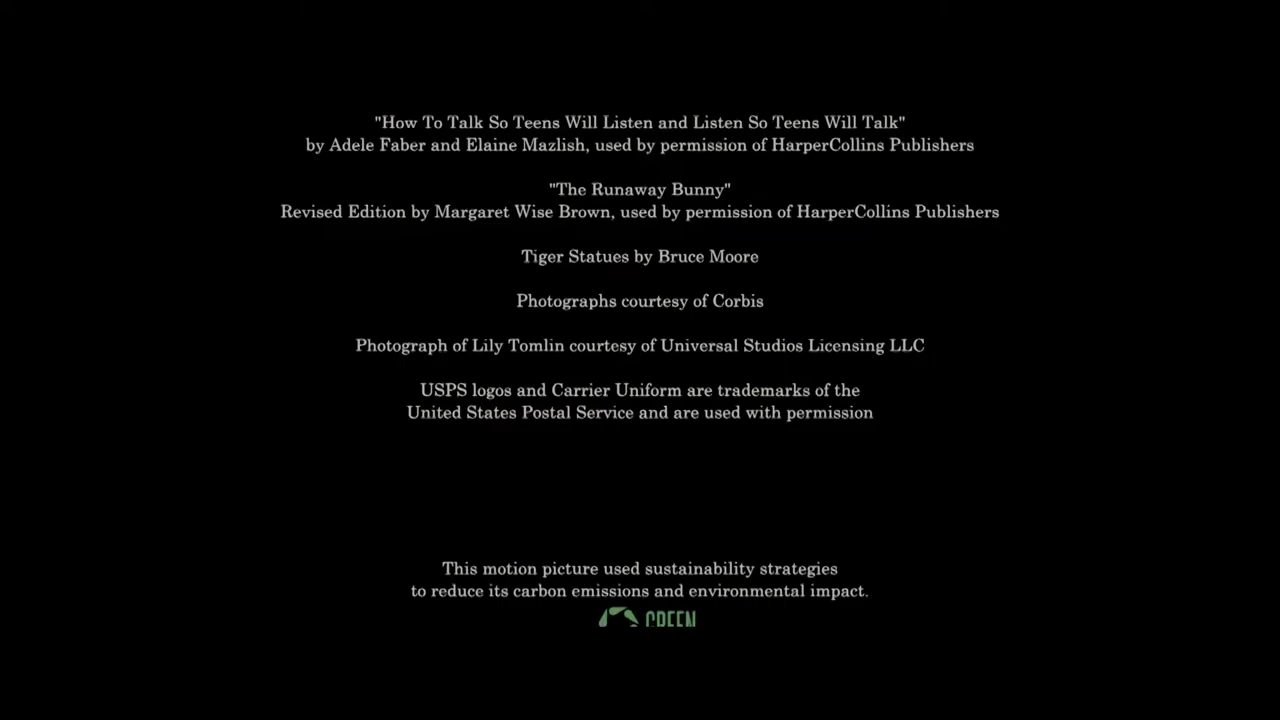 "How To Talk So Teens Will Listen and Listen So Teens Will Talk"
by Adele Faber and Elaine Mazlish, used by permission of HarperCollins Publishers
"The Runaway Bunny"
Revised Edition by Margaret Wise Brown, used by permission of HarperCollins Publishers
Tiger Statues by Bruce Moore
Photographs courtesy of Corbis
Photograph of Lily Tomlin courtesy of Universal Studios Licensing LLC
USPS logos and Carrier Uniform are trademarks of the
United States Postal Service and are used with permission
This motion picture used sustainability strategies
to reduce its carbon emissions and environmental impact.
GREEN